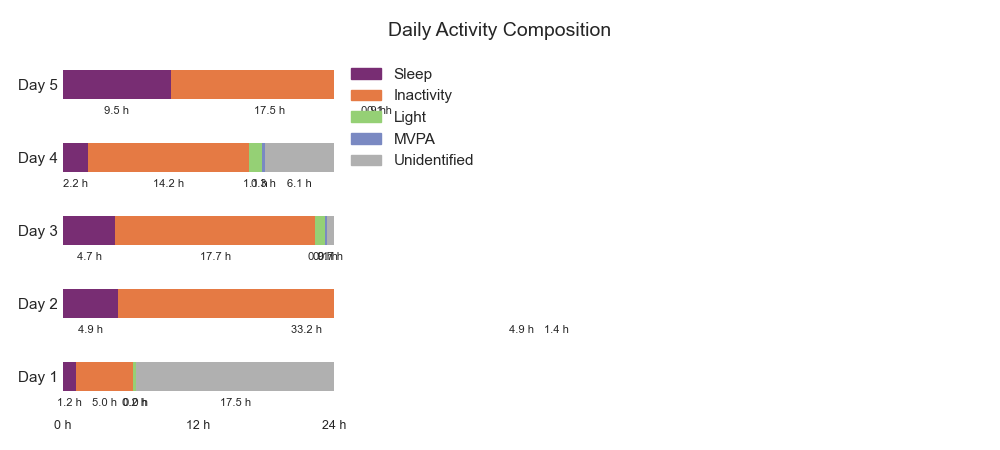 Daily Activity Composition
Day 5
9.5 h 17.5 h
Sleep
Inactivity
Light
MVPA
Unidentified
Day 4
2.2 h 14.2 h 6.1 h
Day 3
4.7 h 17.7 h
Day 2
4.9 h 33.2 h 4.9 h 1.4 h
Day 1
1.2 h 5.0 h 17.5 h
0 h 12 h 24 h